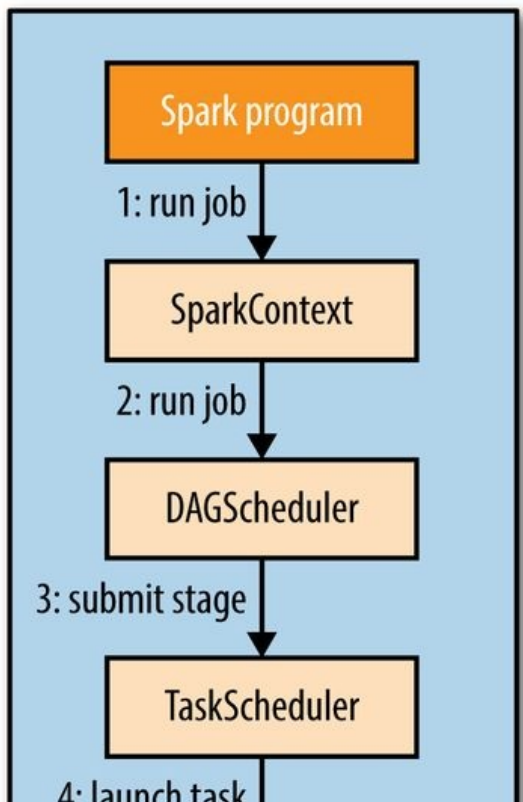 Spark program
1: run job
SparkContext
2: run job
DAGScheduler
3: submit stage
TaskScheduler
4: launch task